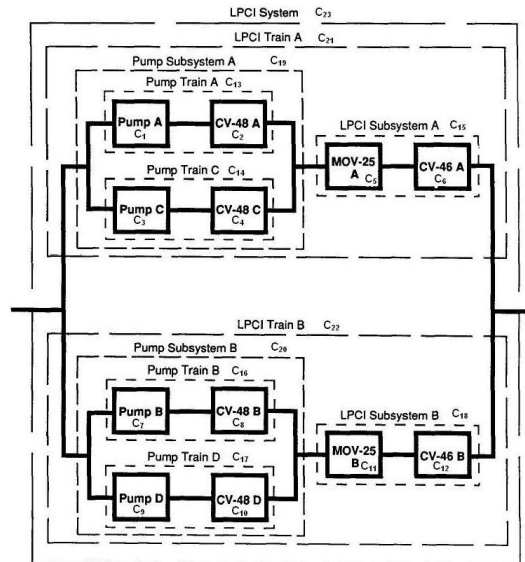 LPCI System C₂₃
LPCI Train A C₂₁
Pump Subsystem A C₁₉
Pump Train A C₁₃
Pump A
C₁
CV-48 A
C₂
Pump Train C C₁₄
Pump C
C₃
CV-48 C
C₄
LPCI Subsystem A C₁₅
MOV-25
A C₅
CV-46 A
C₆
LPCI Train B C₂₂
Pump Subsystem B C₂₀
Pump Train B C₁₆
Pump B
C₇
CV-48 B
C₈
Pump Train D C₁₇
Pump D
C₉
CV-48 D
C₁₀
LPCI Subsystem B C₁₈
MOV-25
B C₁₁
CV-46 B
C₁₂